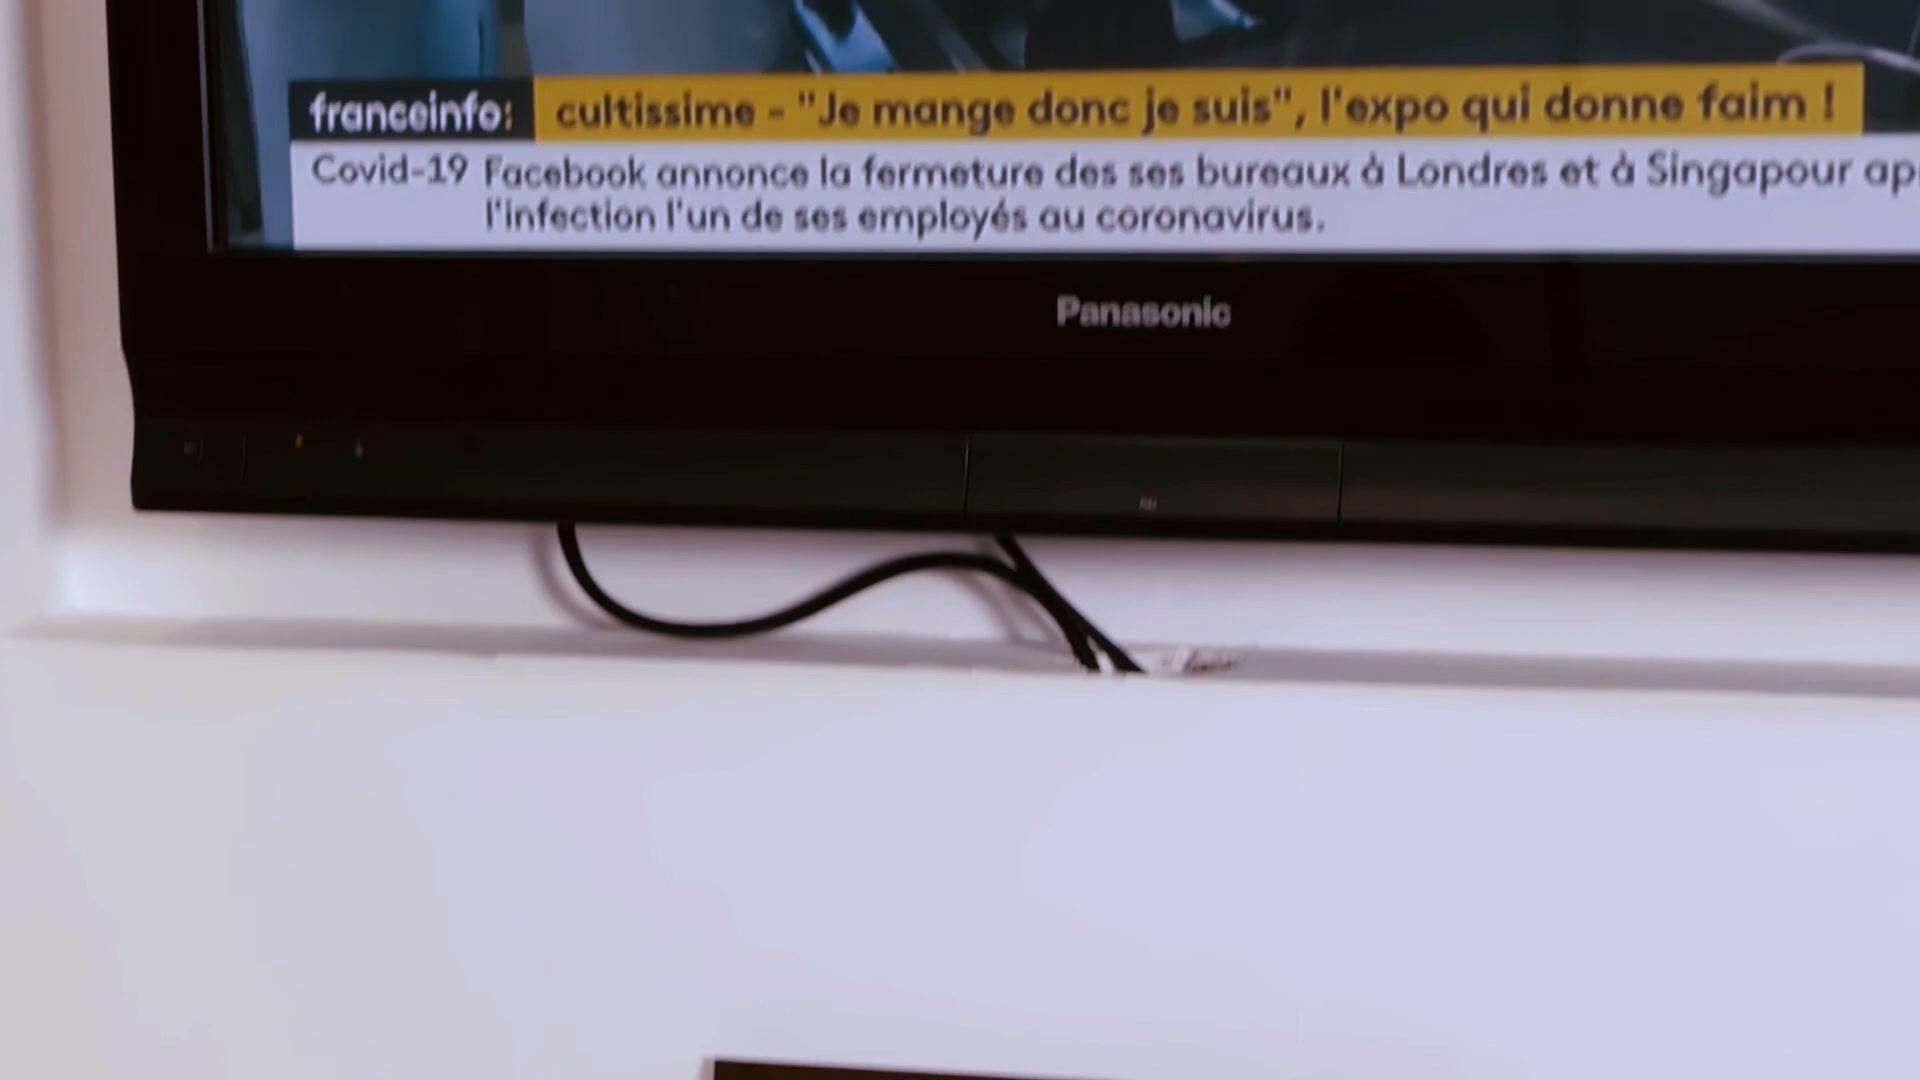 franceinfo: cultissime - "Je mange donc je suis", l'expo qui donne faim !
Covid-19 Facebook annonce la fermeture des ses bureaux à Londres et à Singapour
l'infection l'un de ses employés au coronavirus.
Panasonic